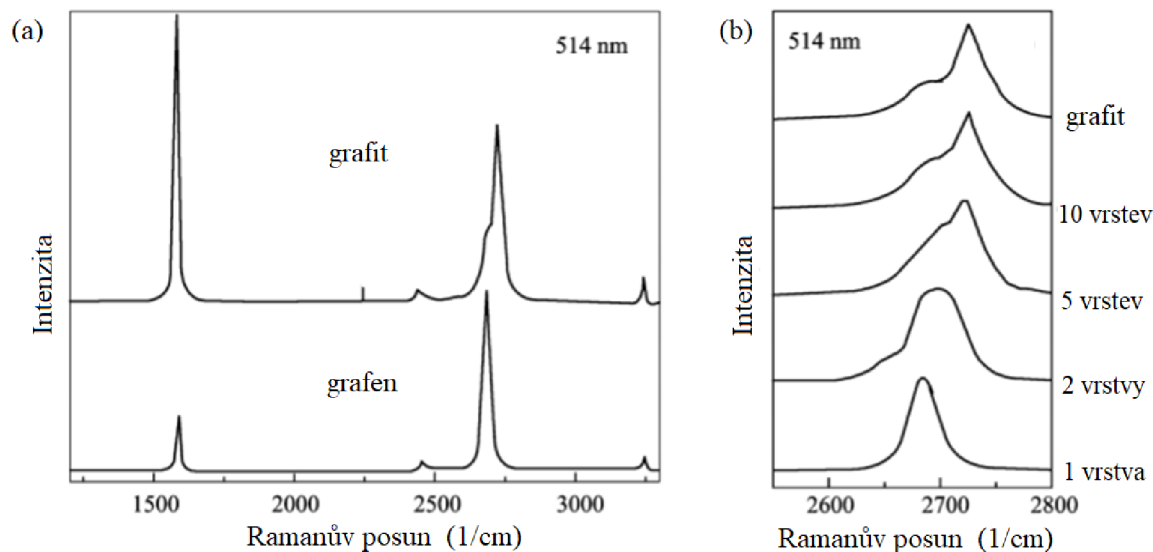 (a)
514 nm
grafit
grafen
Intenzita
1500
2000
2500
3000
Ramanův posun (1/cm)
(b)
514 nm
grafit
10 vrstev
5 vrstev
2 vrstvy
1 vrstva
Intenzita
2600
2700
2800
Ramanův posun (1/cm)